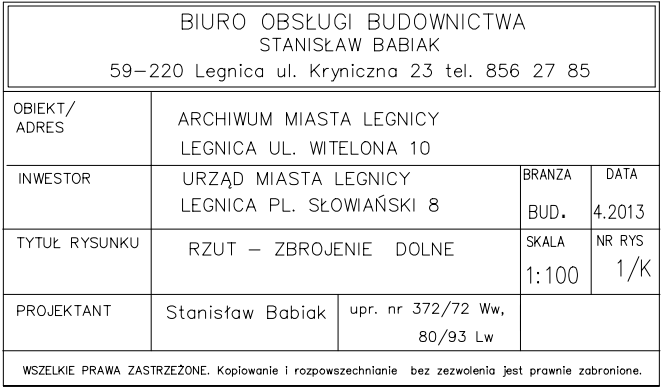 BIURO OBSŁUGI BUDOWNICTWA
STANISŁAW BABIAK
59-220 Legnica ul. Kryniczna 23 tel. 856 27 85
OBIEKT/
ADRES
ARCHIWUM MIASTA LEGNICY
LEGNICA UL. WITELONA 10
INWESTOR
URZĄD MIASTA LEGNICY
LEGNICA PL. SŁOWIAŃSKI 8
BRANZA
BUD.
DATA
4.2013
TYTUŁ RYSUNKU
RZUT - ZBROJENIE DOLNE
SKALA
1:100
NR RYS
1/K
PROJEKTANT
Stanisław Babiak
upr. nr 372/72 Ww,
80/93 Lw
WSZELKIE PRAWA ZASTRZEŻONE. Kopiowanie i rozpowszechnianie bez zezwolenia jest prawnie zabronione.